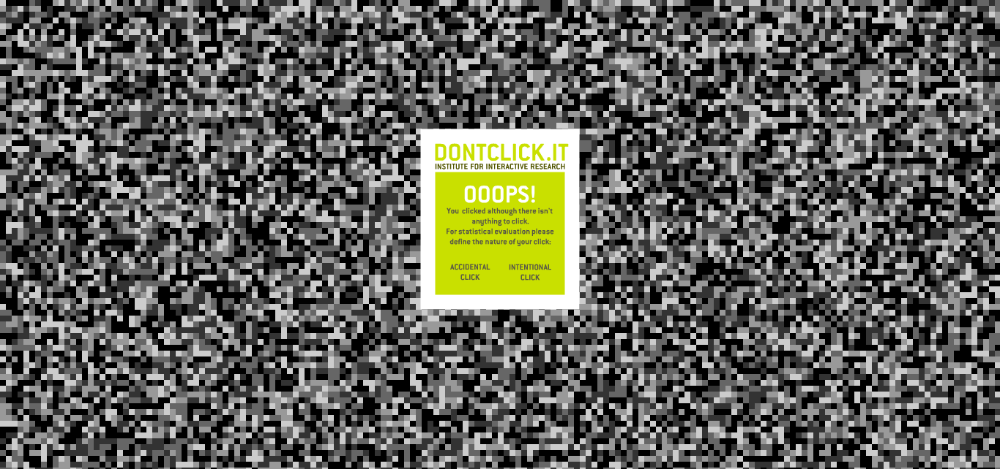 DONTCLICK.IT
INSTITUTE FOR INTERACTIVE RESEARCH
OOOPS!
You clicked although there isn't
anything to click.
For statistical evaluation please
define the nature of your click:
ACCIDENTAL INTENTIONAL
CLICK CLICK